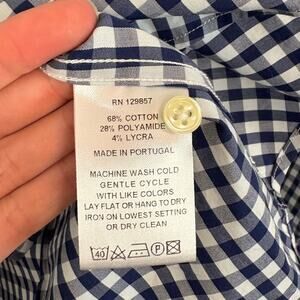 RN 129857
68% COTTON
28% POLYAMIDE
4% LYCRA
MADE IN PORTUGAL
MACHINE WASH COLD
GENTLE CYCLE
WITH LIKE COLORS
LAY FLAT OR HANG TO DRY
IRON ON LOWEST SETTING
OR DRY CLEAN
40 P